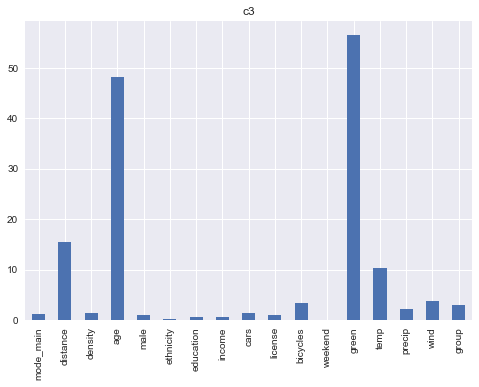 c3
50
40
30
20
10
0
mode_main
distance
density
age
male
ethnicity
education
income
cars
license
bicycles
weekend
green
temp
precip
wind
group